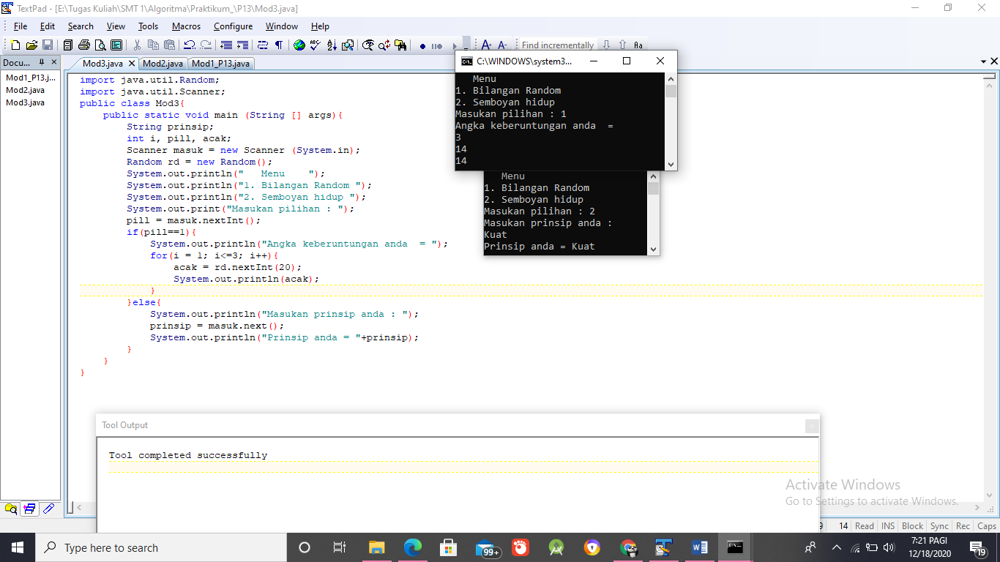 TextPad - [E:\Tugas Kuliah\SMT 1\Algoritma\Praktikum_\P13\Mod3.java]
File Edit Search View Tools Macros Configure Window Help
Find incrementally
Docu...
Mod1_P13.j...
Mod2.java
Mod3.java
Mod3.java Mod2.java Mod1_P13.java
import java.util.Random;
import java.util.Scanner;
public class Mod3{
    public static void main (String [] args){
        String prinsip;
        int i, pill, acak;
        Scanner masuk = new Scanner (System.in);
        Random rd = new Random();
        System.out.println("   Menu    ");
        System.out.println("1. Bilangan Random ");
        System.out.println("2. Semboyan hidup ");
        System.out.print("Masukan pilihan : ");
        pill = masuk.nextInt();
        if(pill==1){
            System.out.println("Angka keberuntungan anda  = ");
            for(i = 1; i<=3; i++){
                acak = rd.nextInt(20);
                System.out.println(acak);
            }
        }else{
            System.out.println("Masukan prinsip anda : ");
            prinsip = masuk.next();
            System.out.println("Prinsip anda = "+prinsip);
        }
    }
}
C:\WINDOWS\system3...
   Menu
1. Bilangan Random
2. Semboyan hidup
Masukan pilihan : 1
Angka keberuntungan anda  =
3
14
14
   Menu
1. Bilangan Random
2. Semboyan hidup
Masukan pilihan : 2
Masukan prinsip anda :
Kuat
Prinsip anda = Kuat
Tool Output
Tool completed successfully
Activate Windows
Go to Settings to activate Windows.
14 Read INS Block Sync Rec Caps
Type here to search
99+
7:21 PAGI
12/18/2020
19